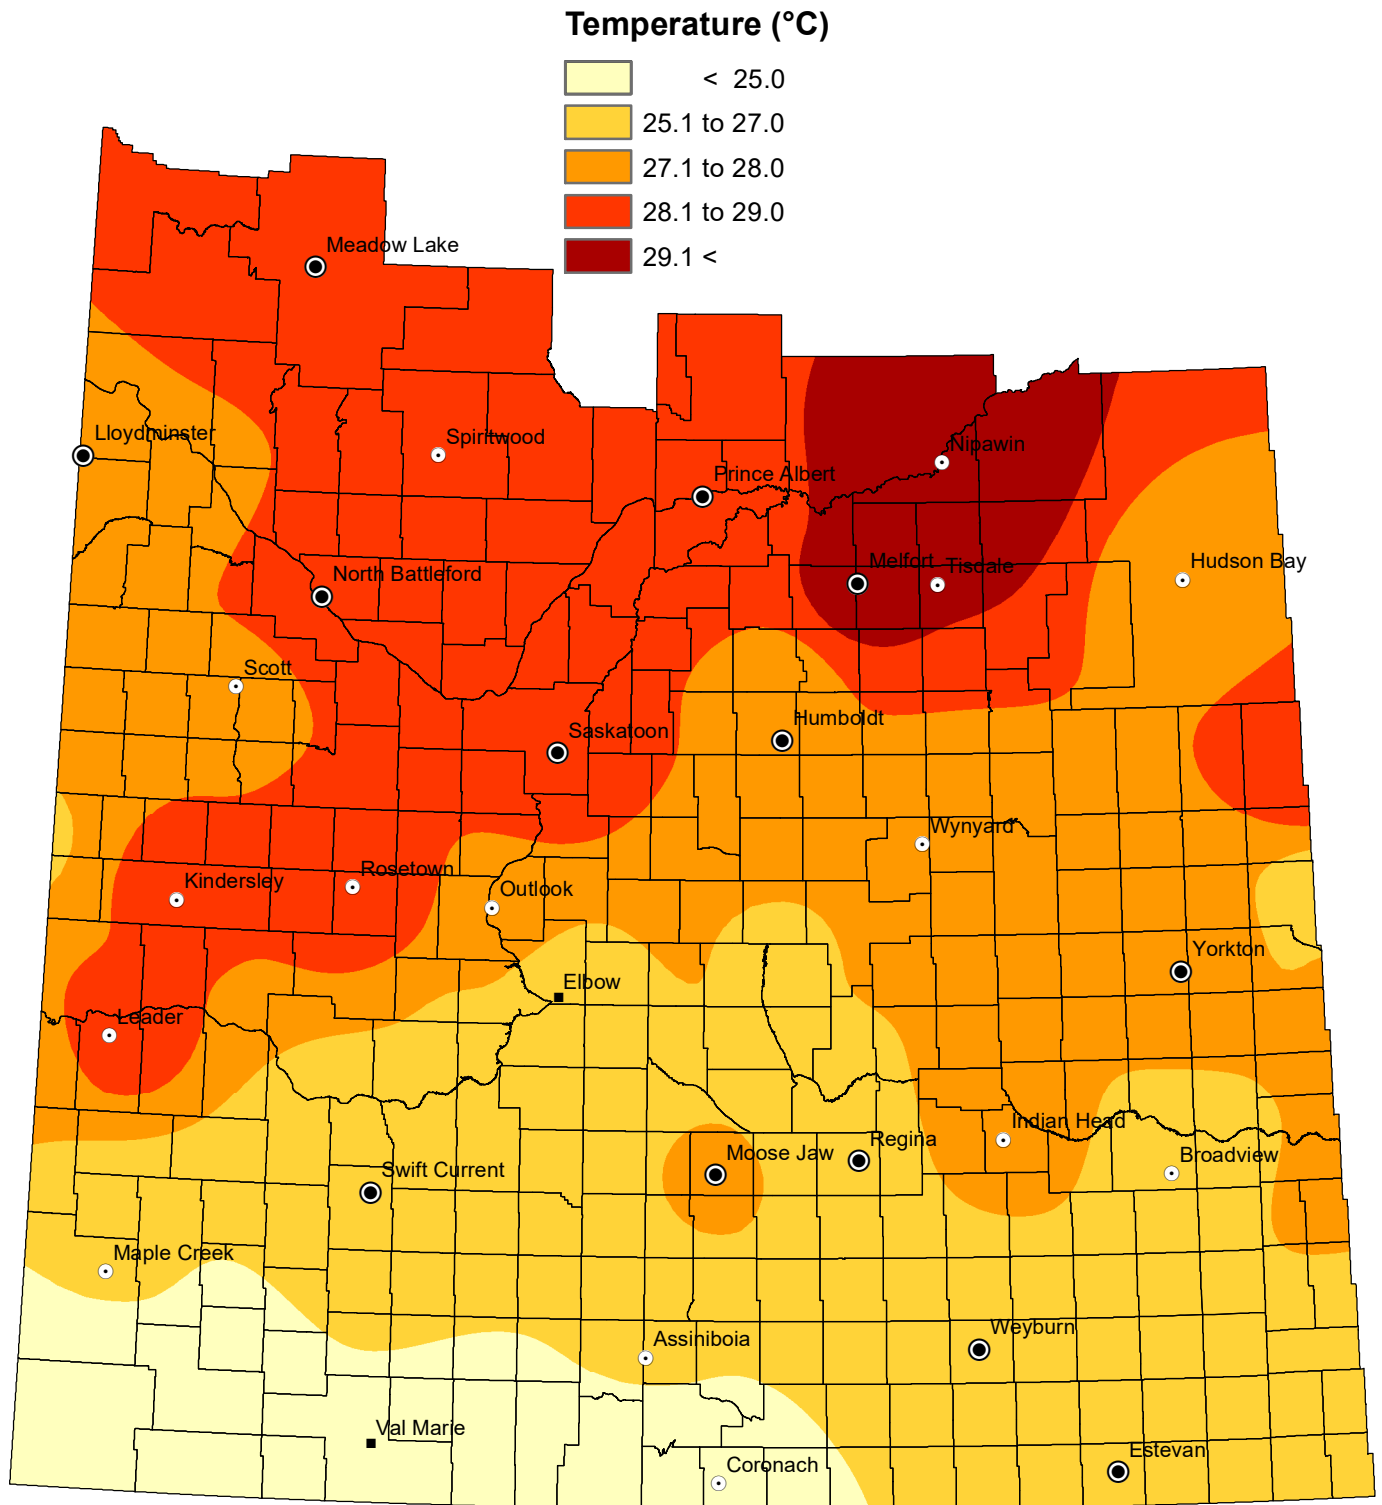 Temperature (°C)
< 25.0
25.1 to 27.0
27.1 to 28.0
28.1 to 29.0
29.1 <
Meadow Lake
Lloydminster
Spiritwood
Nipawin
Prince Albert
Hudson Bay
Melfort
Tisdale
North Battleford
Scott
Humboldt
Saskatoon
Wynyard
Rosetown
Kindersley
Outlook
Yorkton
Elbow
Leader
Indian Head
Regina
Moose Jaw
Broadview
Swift Current
Maple Creek
Weyburn
Assiniboia
Val Marie
Estevan
Coronach